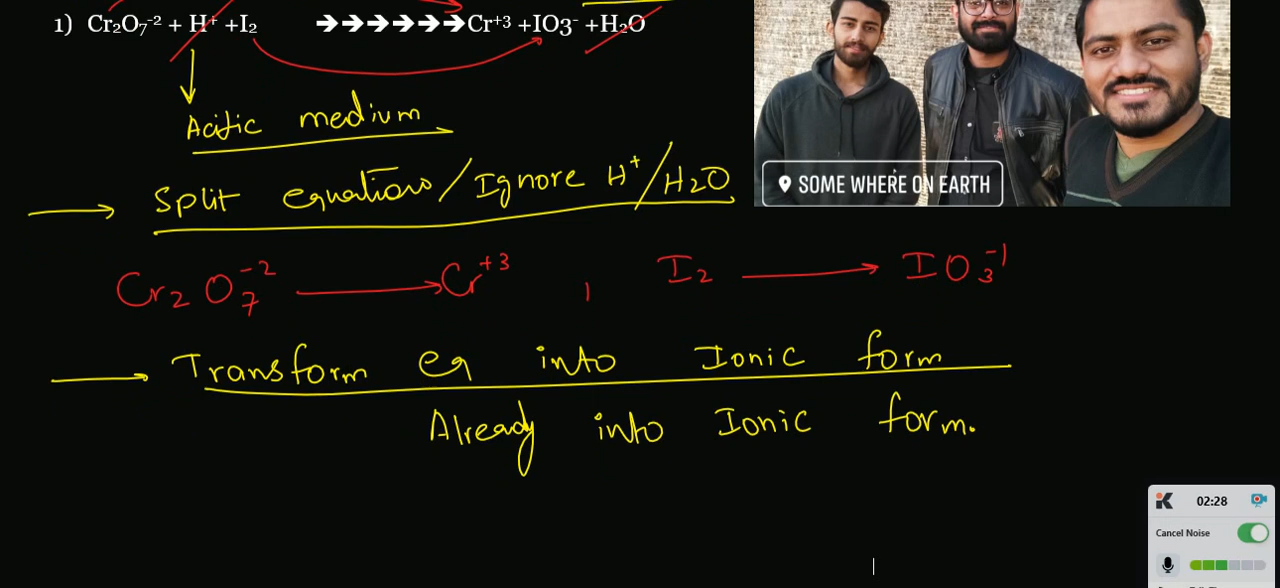 1) Cr₂O₇⁻² + H⁺ +I₂ →→→→→→Cr⁺³ +IO3⁻ +H₂O
Acitic medium
SOME WHERE ON EARTH
→ Split equations/Ignore H⁺/H2O
Cr₂O₇⁻² → Cr⁺³ , I₂ → IO₃⁻¹
→ Transform eq into Ionic form
Already into Ionic form.
02:28
Cancel Noise